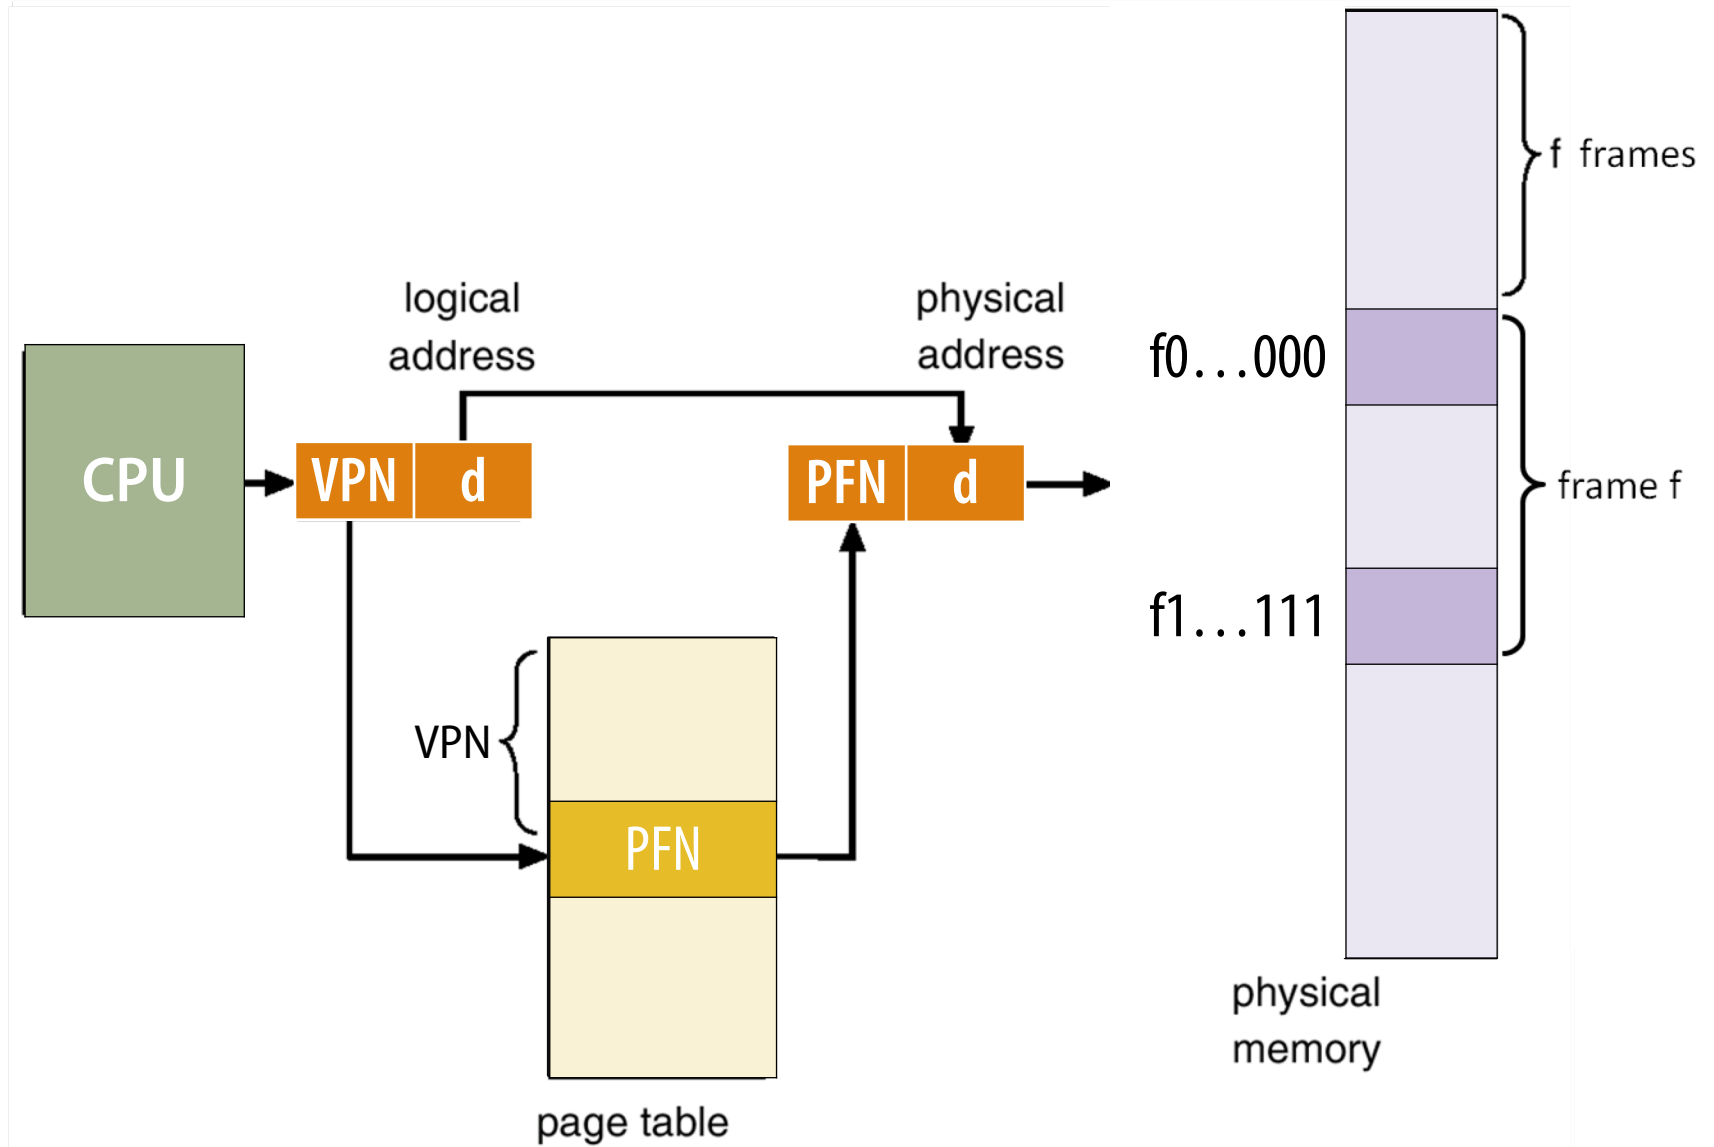 f frames
logical
address
physical
address
f0...000
CPU
VPN
d
PFN
d
frame f
f1...111
VPN
PFN
physical
memory
page table